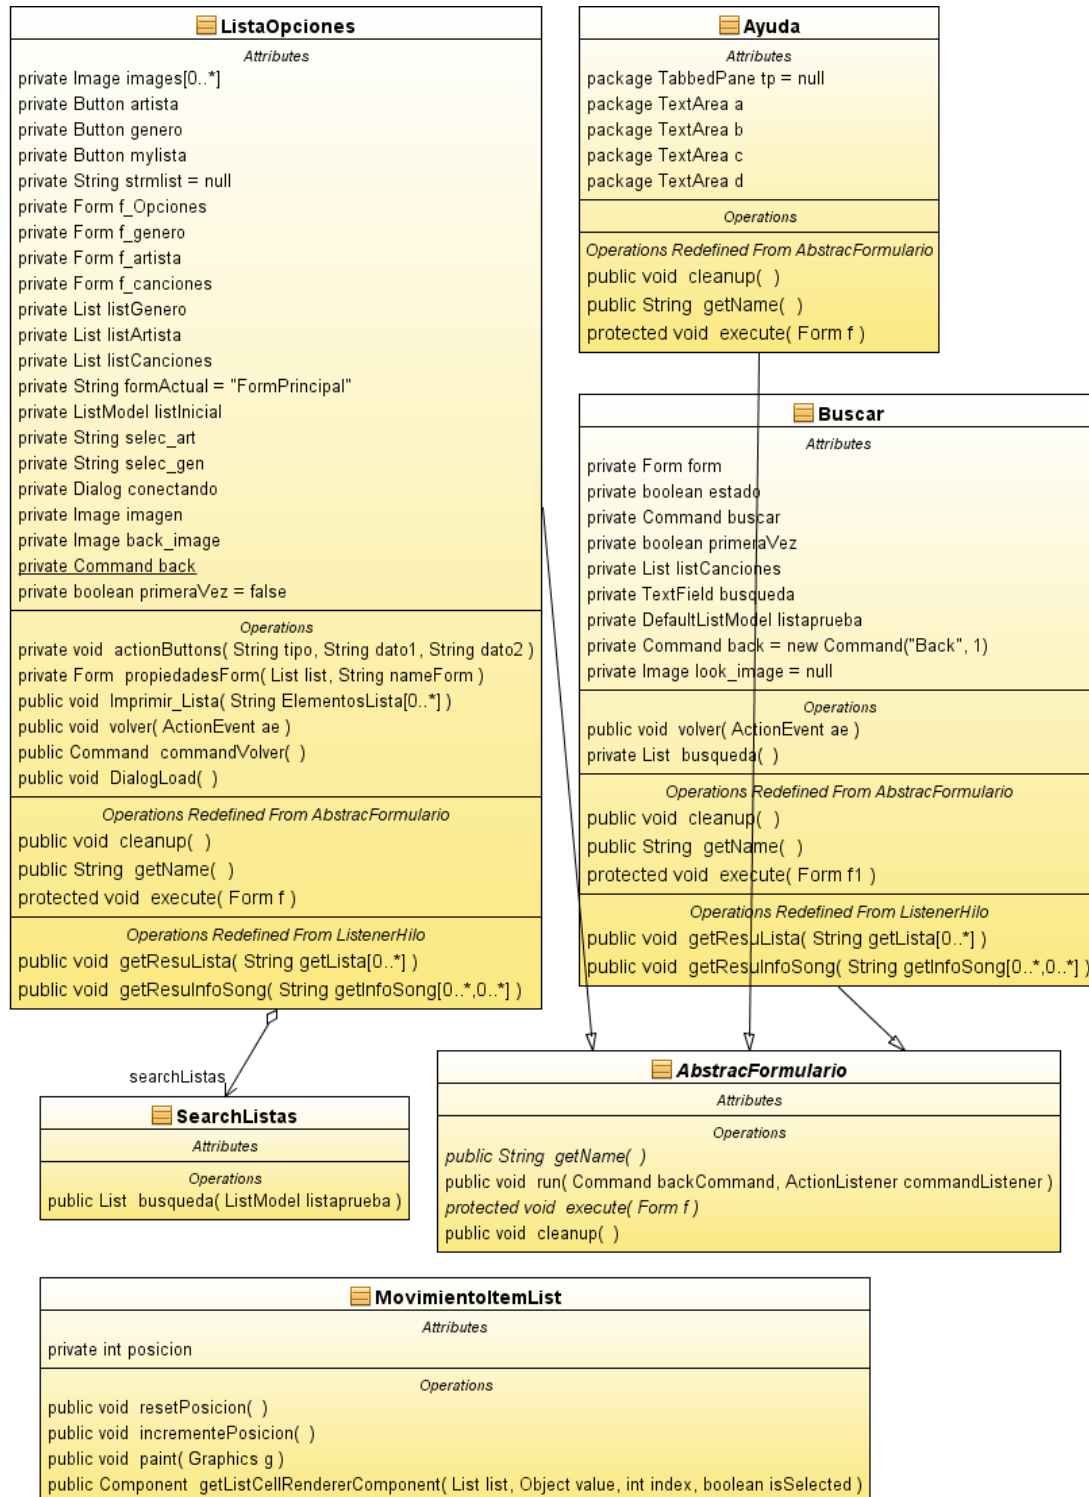 ListaOpciones
Attributes
private Image images[0..*]
private Button artista
private Button genero
private Button mylista
private String strmlist = null
private Form f_Opciones
private Form f_genero
private Form f_artista
private Form f_canciones
private List listGenero
private List listArtista
private List listCanciones
private String formActual = "FormPrincipal"
private ListModel listInicial
private String selec_art
private String selec_gen
private Dialog conectando
private Image imagen
private Image back_image
private Command back
private boolean primeraVez = false
Operations
private void actionButtons( String tipo, String dato1, String dato2 )
private Form propiedadesForm( List list, String nameForm )
public void Imprimir_Lista( String ElementosLista[0..*] )
public void volver( ActionEvent ae )
public Command commandVolver( )
public void DialogLoad( )
Operations Redefined From AbstracFormulario
public void cleanup( )
public String getName( )
protected void execute( Form f )
Operations Redefined From ListenerHilo
public void getResuLista( String getLista[0..*] )
public void getResuInfoSong( String getInfoSong[0..*,0..*] )
Ayuda
Attributes
package TabbedPane tp = null
package TextArea a
package TextArea b
package TextArea c
package TextArea d
Operations
Operations Redefined From AbstracFormulario
public void cleanup( )
public String getName( )
protected void execute( Form f )
Buscar
Attributes
private Form form
private boolean estado
private Command buscar
private boolean primeraVez
private List listCanciones
private TextField busqueda
private DefaultListModel listaprueba
private Command back = new Command("Back", 1)
private Image look_image = null
Operations
public void volver( ActionEvent ae )
private List busqueda( )
Operations Redefined From AbstracFormulario
public void cleanup( )
public String getName( )
protected void execute( Form f1 )
Operations Redefined From ListenerHilo
public void getResuLista( String getLista[0..*] )
public void getResuInfoSong( String getInfoSong[0..*,0..*] )
searchListas
SearchListas
Attributes
Operations
public List busqueda( ListModel listaprueba )
AbstracFormulario
Attributes
Operations
public String getName( )
public void run( Command backCommand, ActionListener commandListener )
protected void execute( Form f )
public void cleanup( )
MovimientoItemList
Attributes
private int posicion
Operations
public void resetPosicion( )
public void incrementePosicion( )
public void paint( Graphics g )
public Component getListCellRendererComponent( List list, Object value, int index, boolean isSelected )